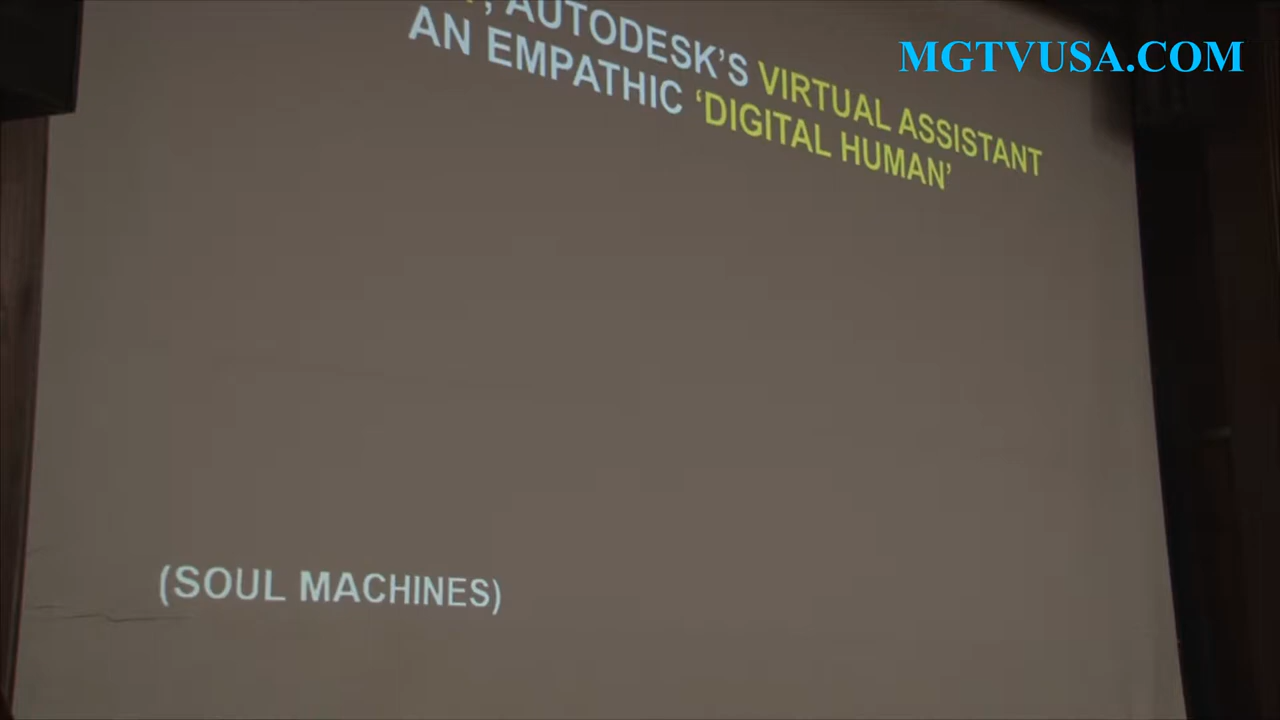 MGTVUSA.COM
, AUTODESK'S VIRTUAL ASSISTANT
AN EMPATHIC ‘DIGITAL HUMAN’
(SOUL MACHINES)